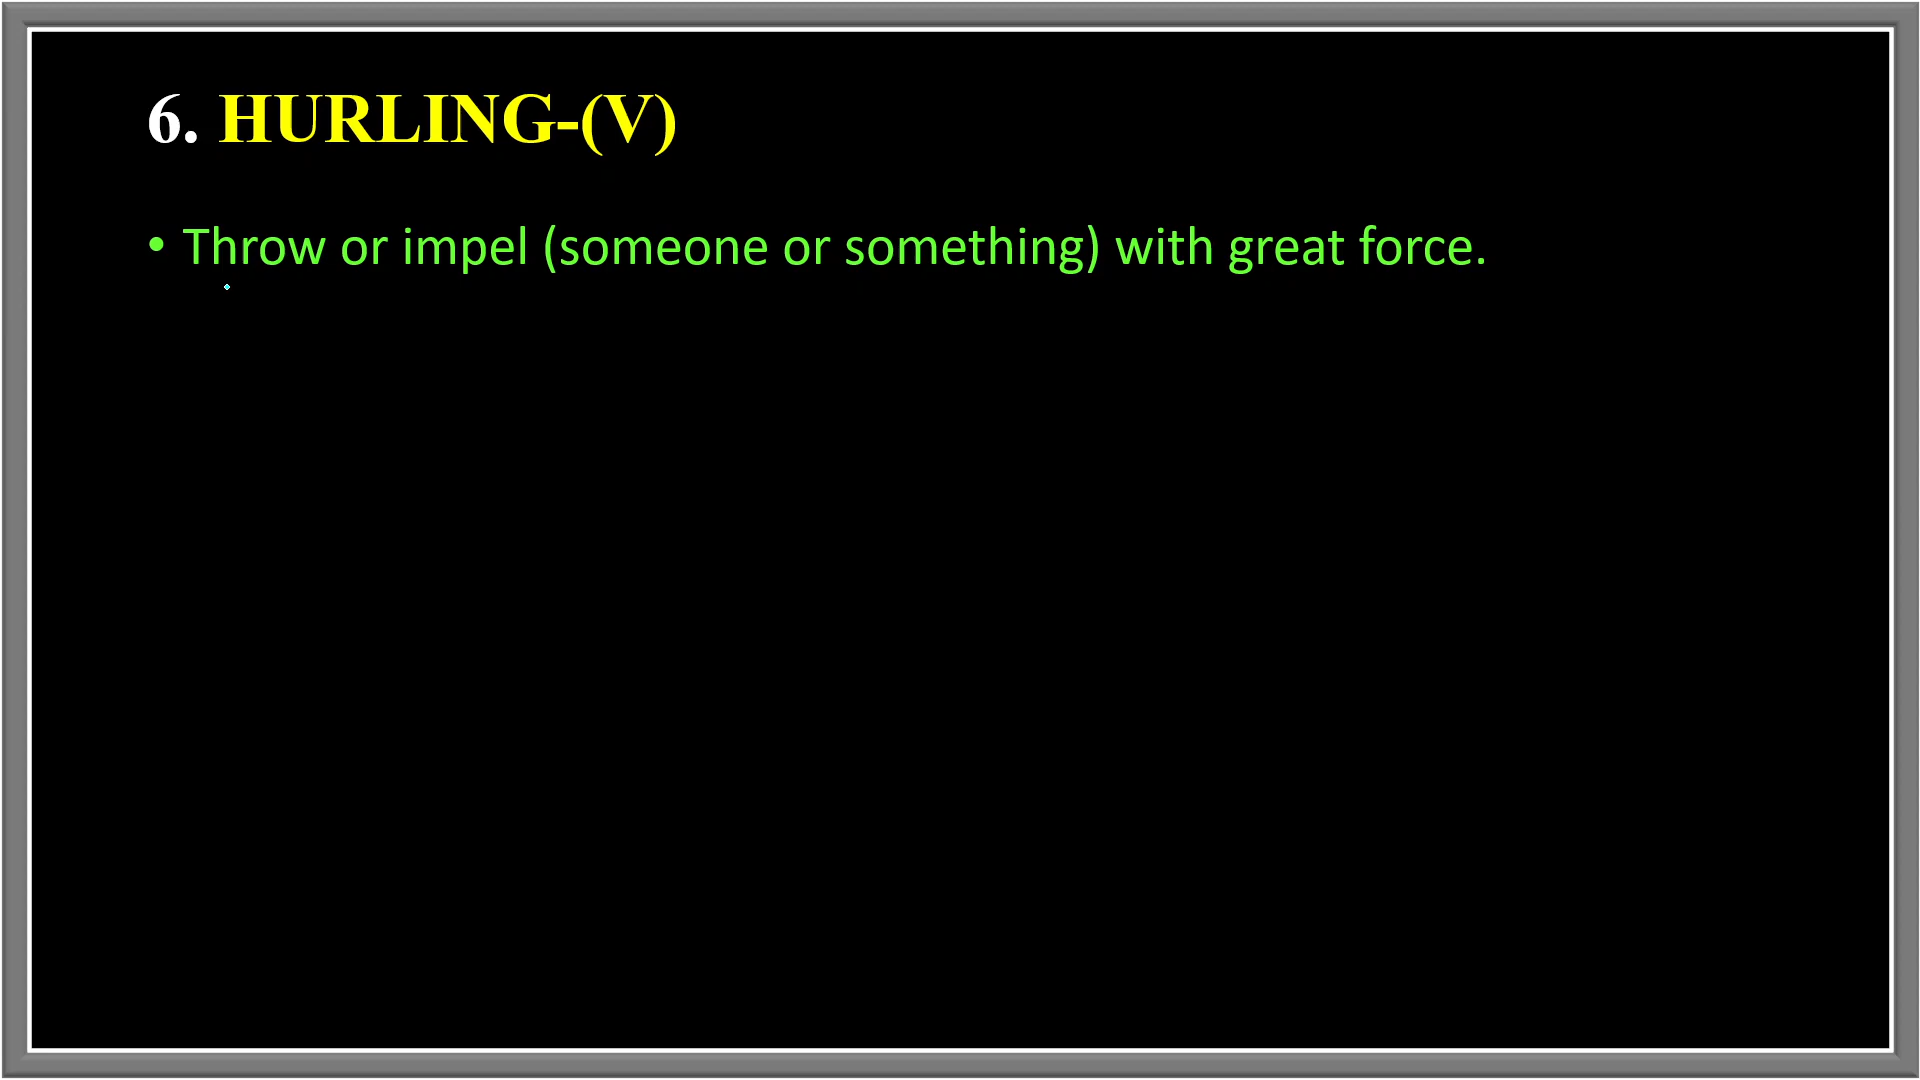 6. HURLING-(V)
• Throw or impel (someone or something) with great force.